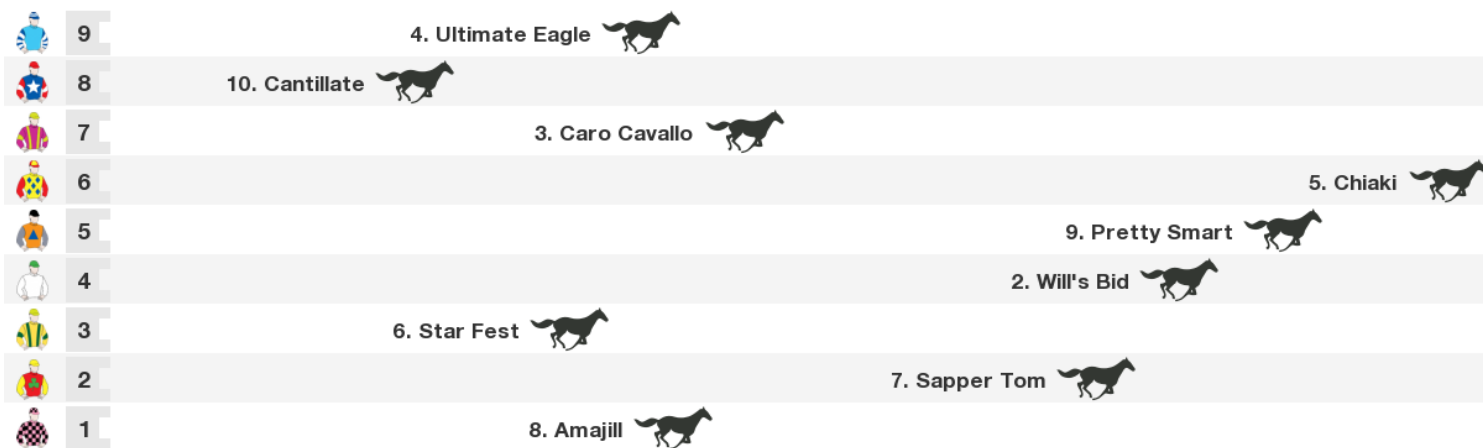 9 4. Ultimate Eagle
8 10. Cantillate
7 3. Caro Cavallo
6 5. Chiaki
5 9. Pretty Smart
4 2. Will's Bid
3 6. Star Fest
2 7. Sapper Tom
1 8. Amajill